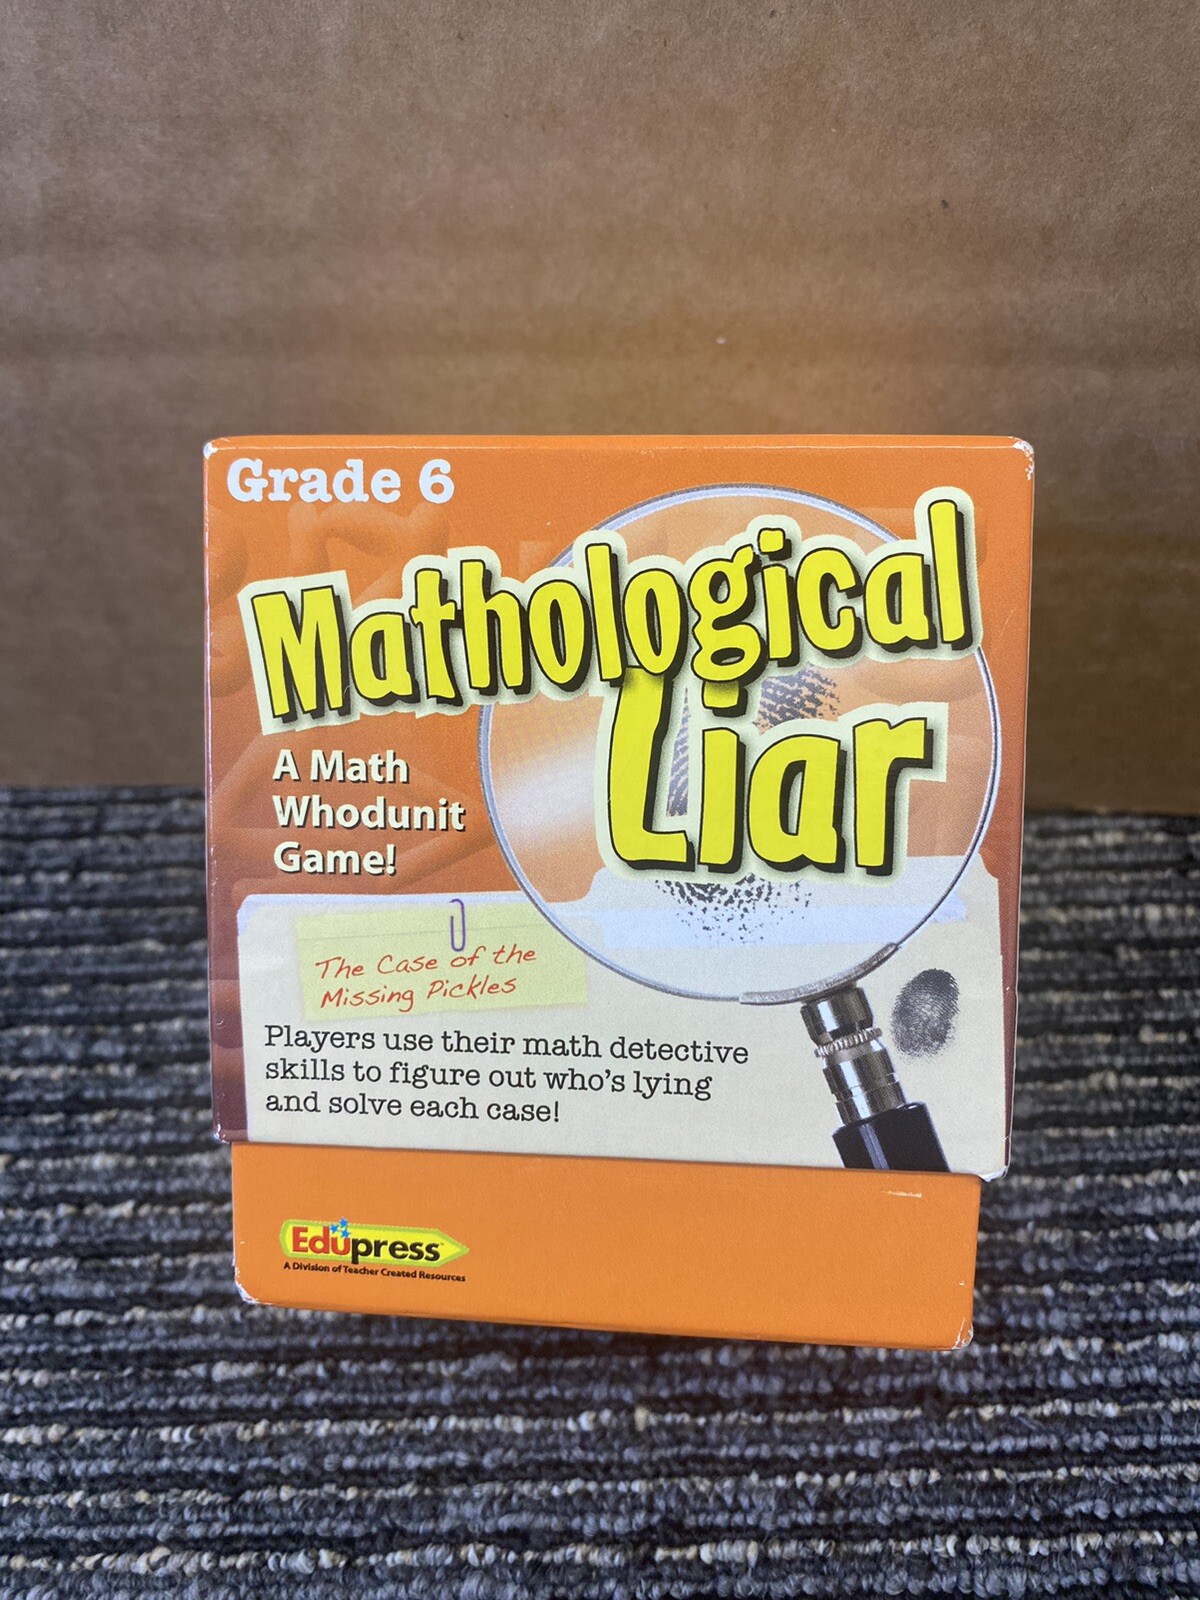 Grade 6
Mathological
Liar
A Math
Whodunit
Game!
The Case of the
Missing Pickles
Players use their math detective
skills to figure out who's lying
and solve each case!
Edupress™
A Division of Teacher Created Resources